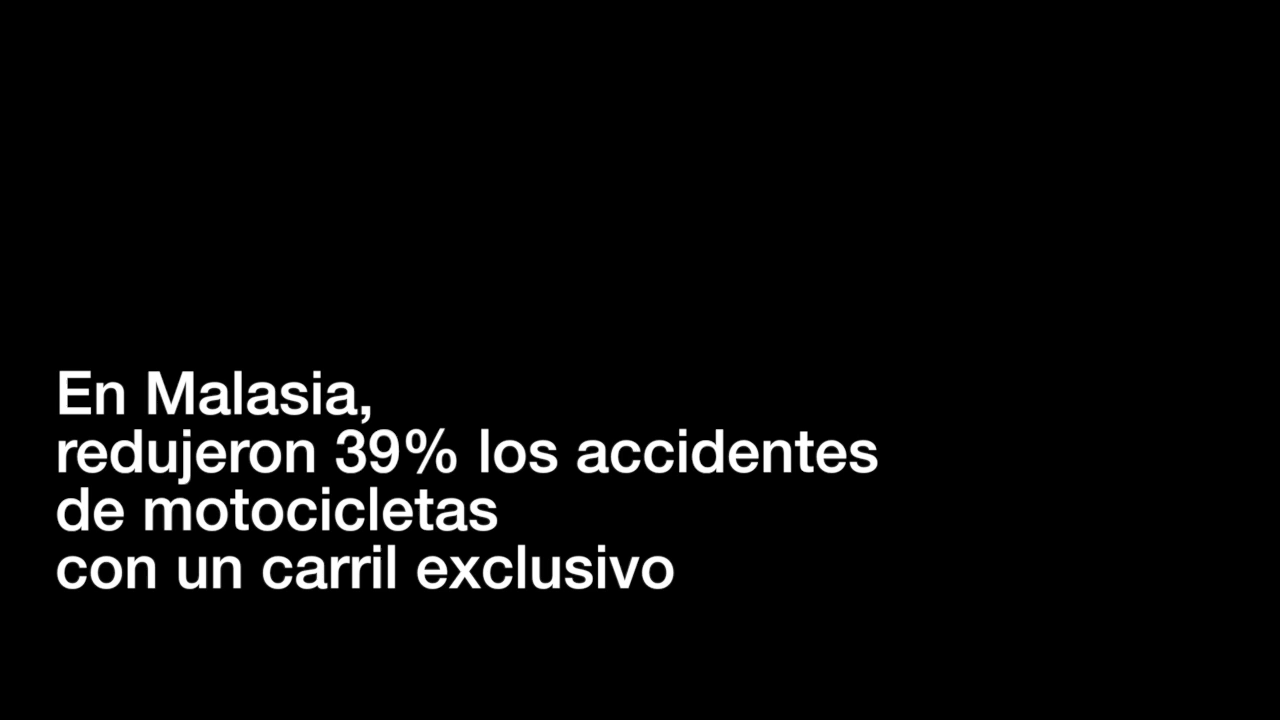 En Malasia,
redujeron 39% los accidentes
de motocicletas
con un carril exclusivo